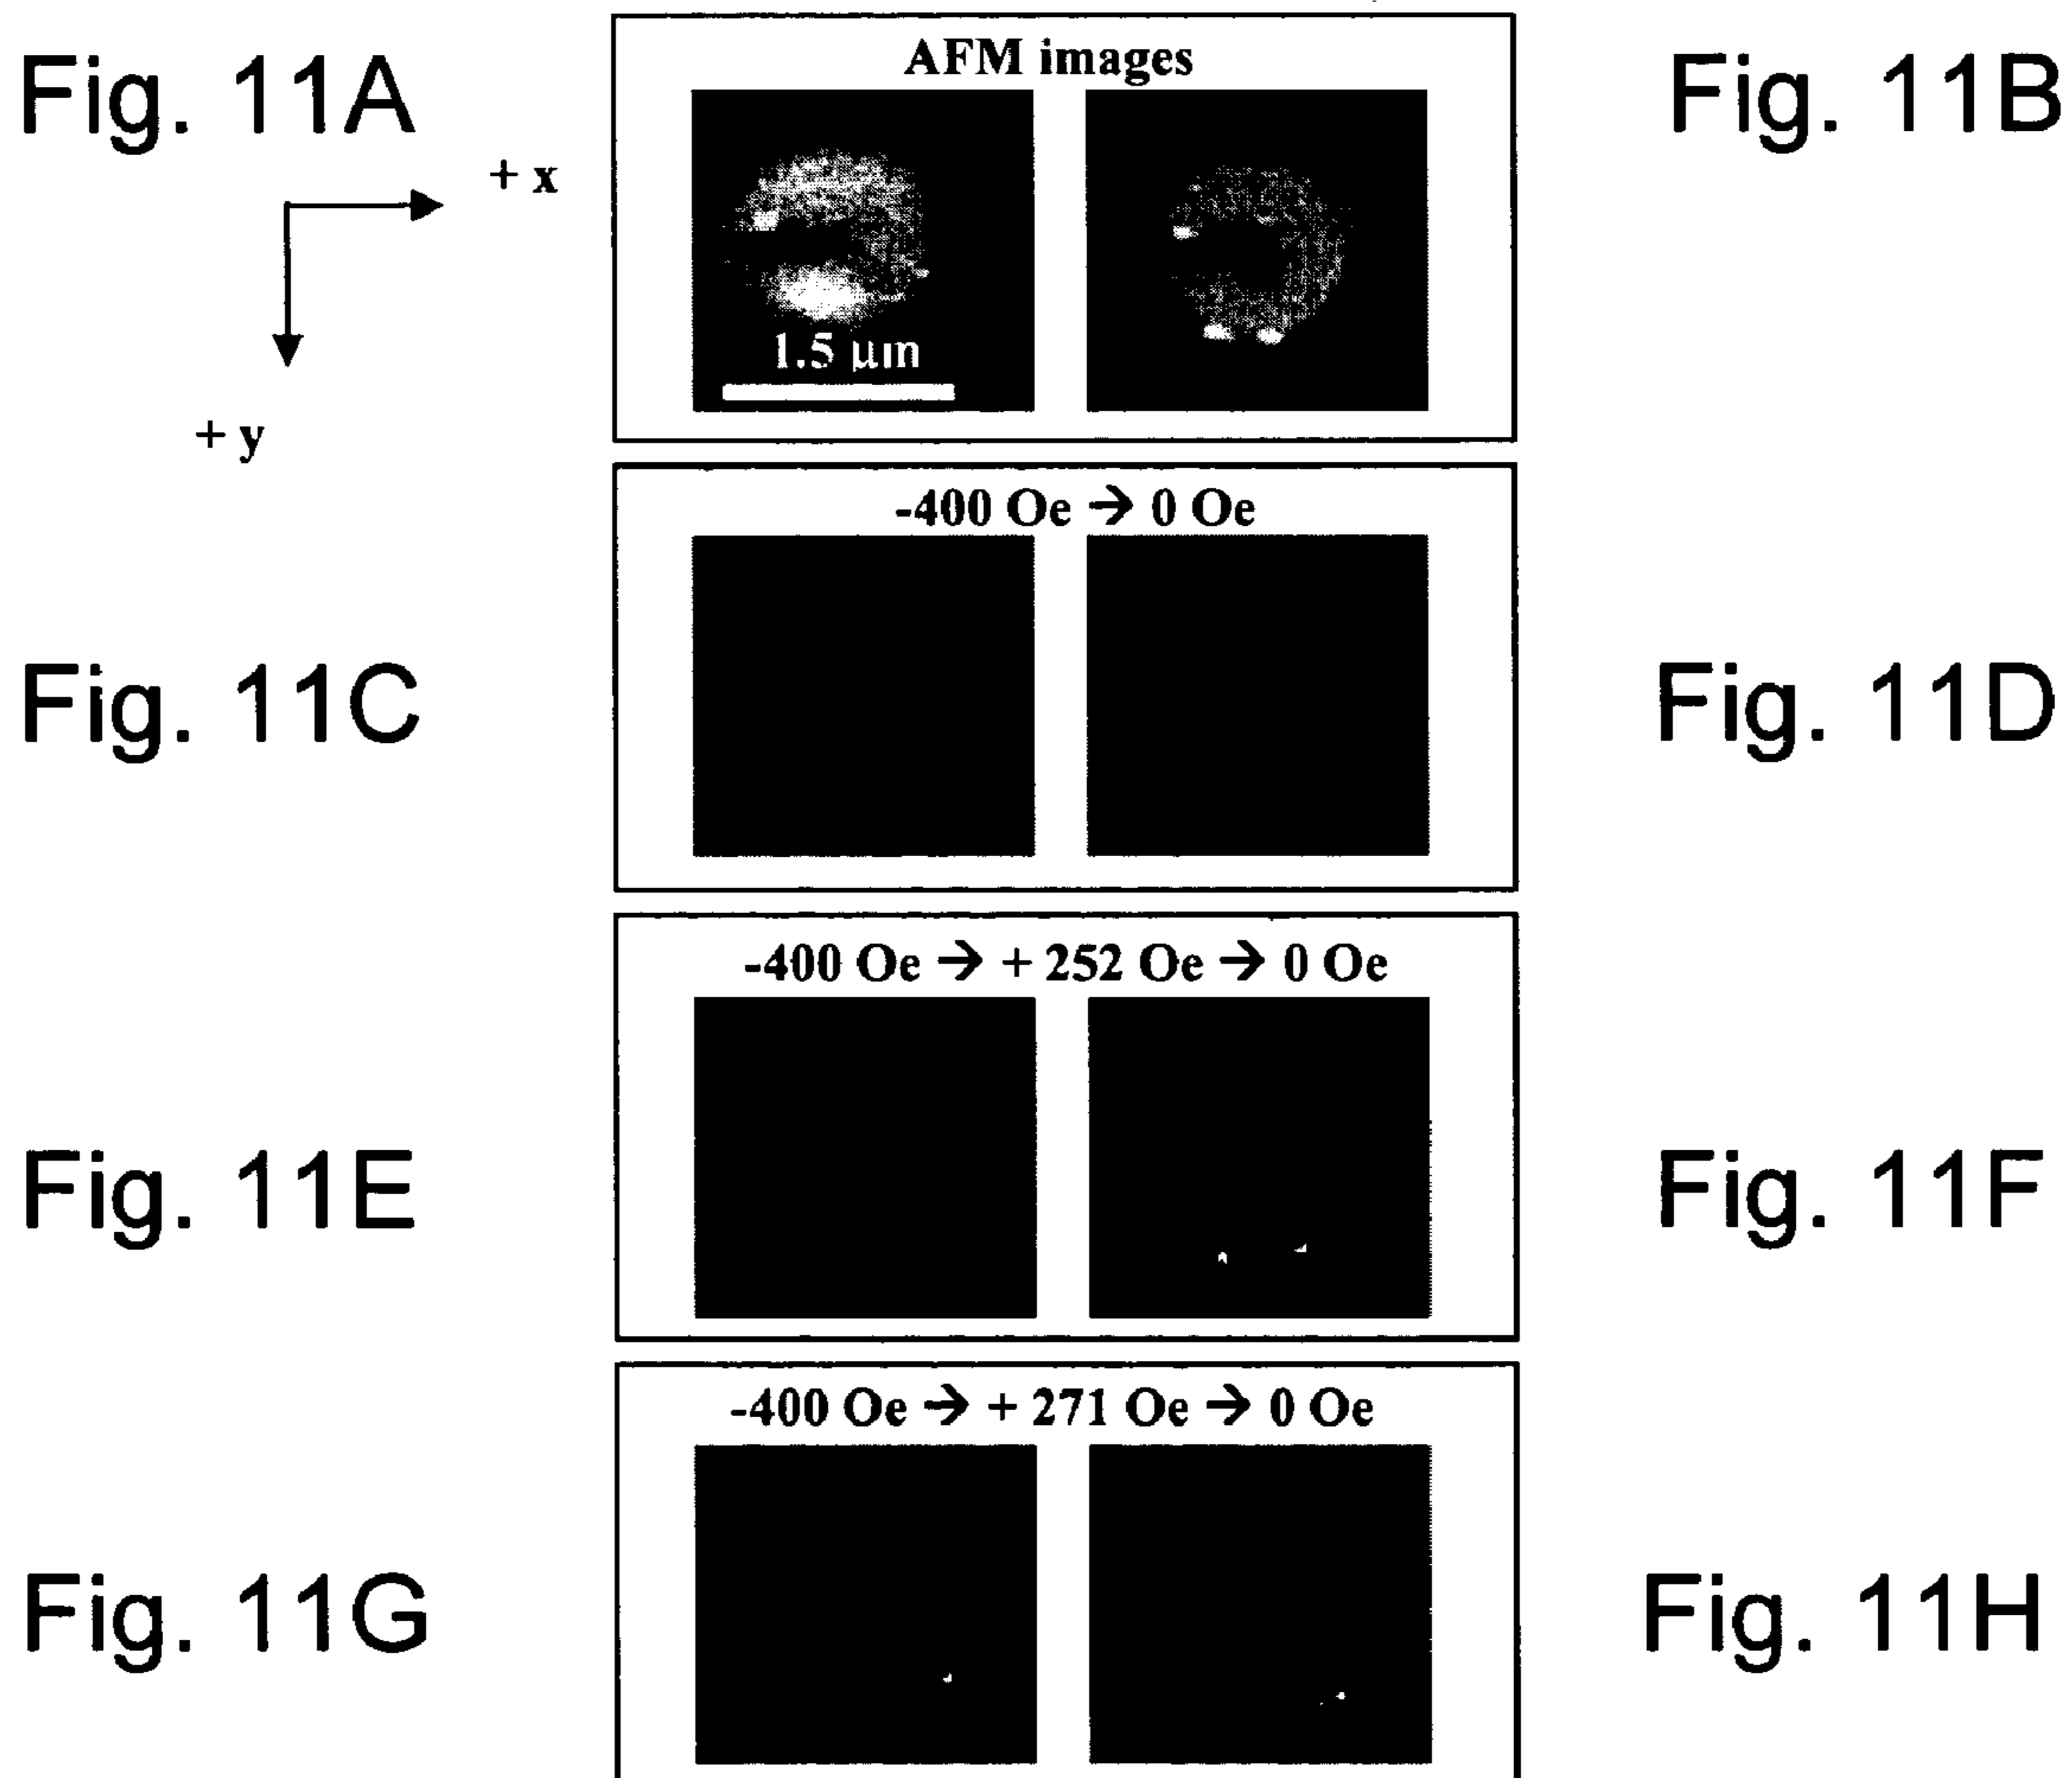 Fig. 11A
AFM images
Fig. 11B
+ x
+ y
1.5 μm
-400 Oe → 0 Oe
Fig. 11C
Fig. 11D
-400 Oe → + 252 Oe → 0 Oe
Fig. 11E
Fig. 11F
-400 Oe → + 271 Oe → 0 Oe
Fig. 11G
Fig. 11H